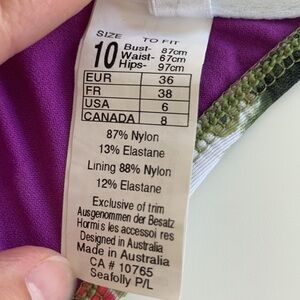 SIZE TO FIT
10 Bust- 87cm
Waist- 67cm
Hips- 97cm
EUR 36
FR 38
USA 6
CANADA 8
87% Nylon
13% Elastane
Lining 88% Nylon
12% Elastane
Exclusive of trim
Ausgenommen der Besatz
Hormis les accessoires
Designed in Australia
Made in Australia
CA # 10765
Seafolly P/L